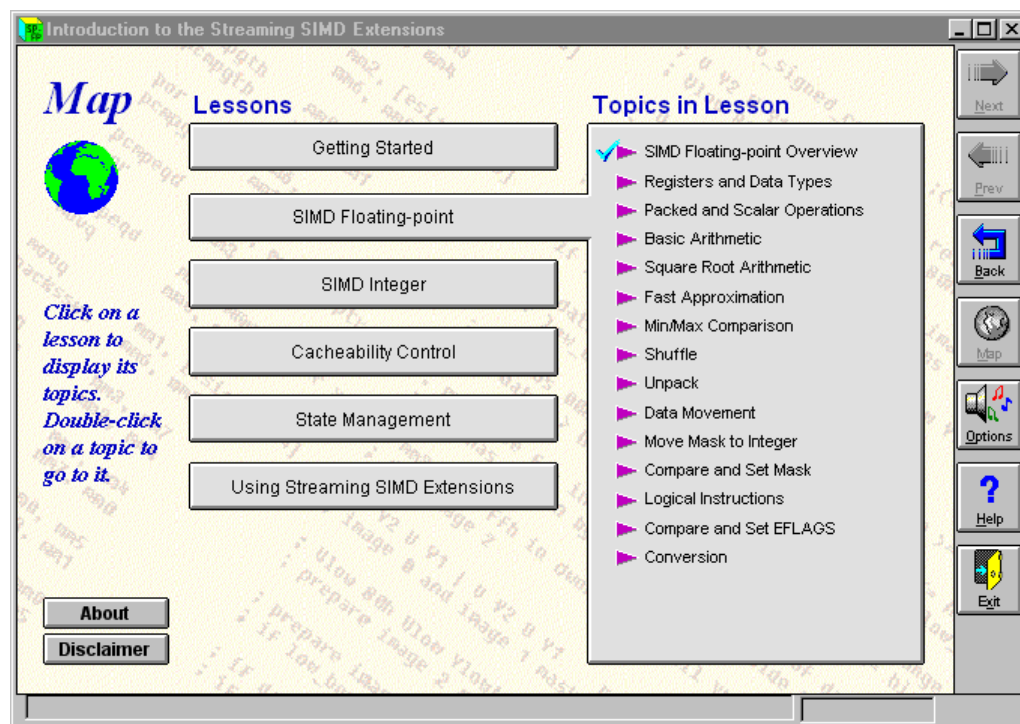 Introduction to the Streaming SIMD Extensions
Map
Lessons
Getting Started
SIMD Floating-point
SIMD Integer
Cacheability Control
State Management
Using Streaming SIMD Extensions
Click on a
lesson to
display its
topics.
Double-click
on a topic to
go to it.
About
Disclaimer
Topics in Lesson
SIMD Floating-point Overview
Registers and Data Types
Packed and Scalar Operations
Basic Arithmetic
Square Root Arithmetic
Fast Approximation
Min/Max Comparison
Shuffle
Unpack
Data Movement
Move Mask to Integer
Compare and Set Mask
Logical Instructions
Compare and Set EFLAGS
Conversion
Next
Prev
Back
Map
Options
Help
Exit